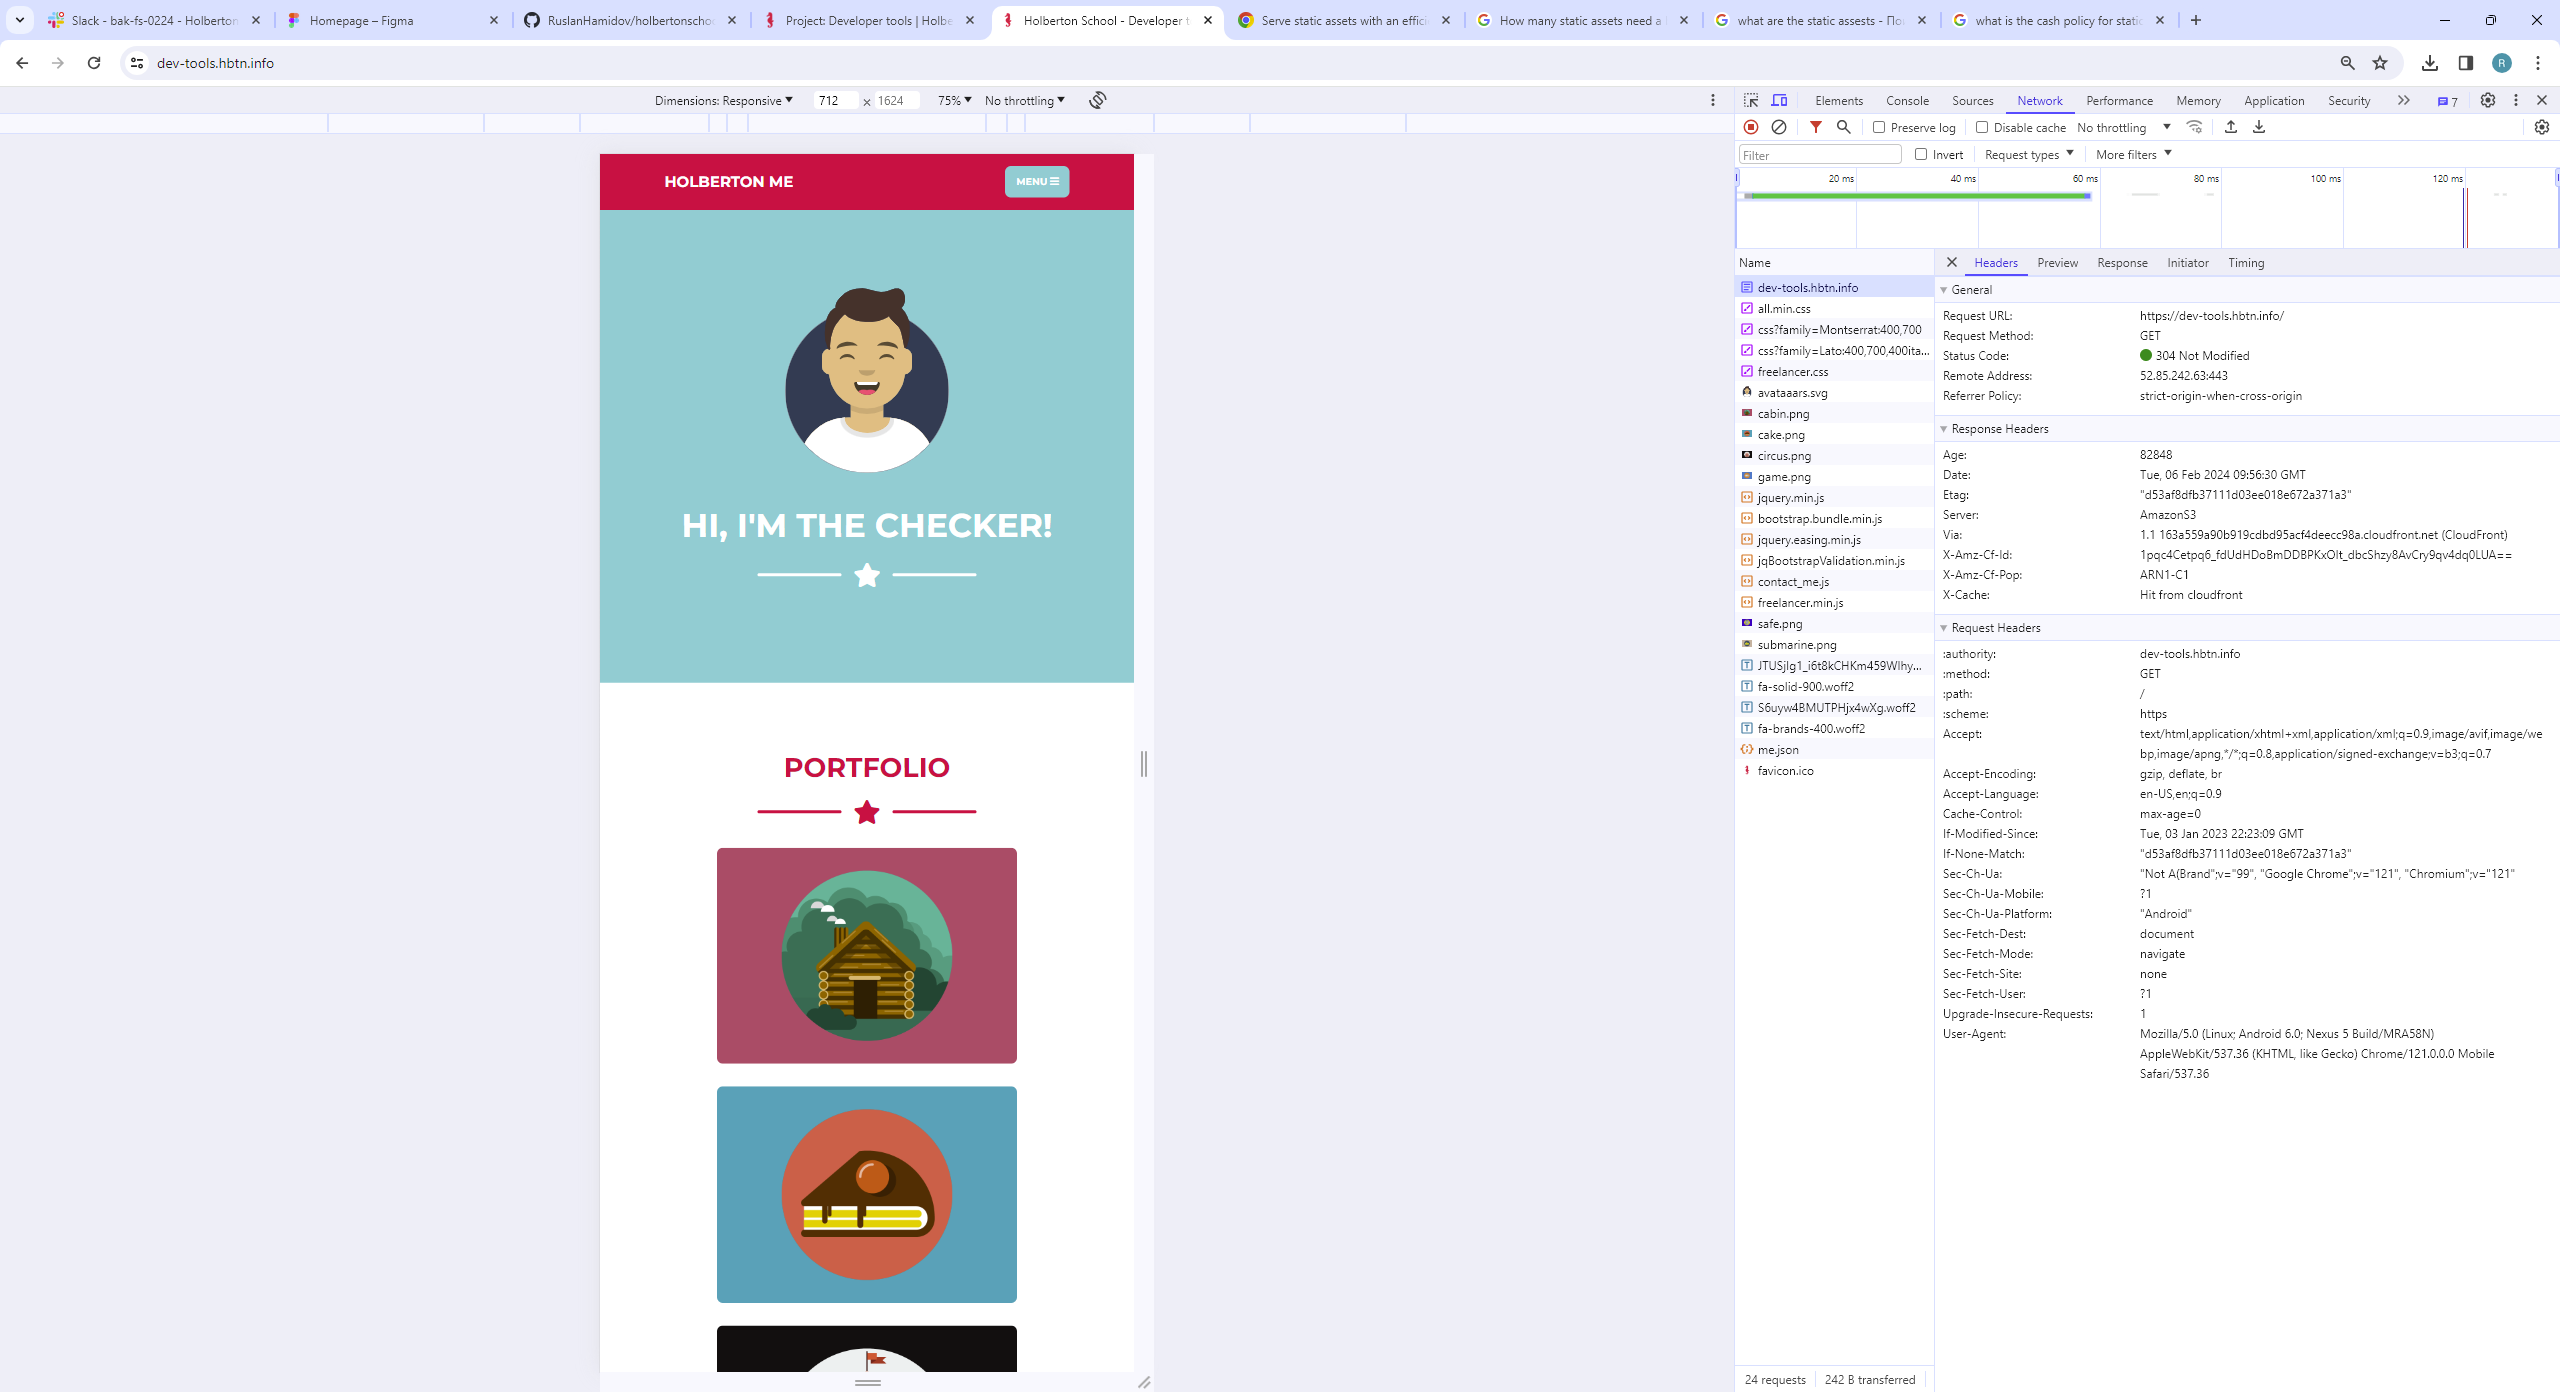 Slack - bak-fs-0224 - Holberton
Homepage – Figma
RuslanHamidov/holbertonschoo
Project: Developer tools | Holbe
Holberton School - Developer t
Serve static assets with an effici
How many static assets need a
what are the static assests - По
what is the cash policy for static
dev-tools.hbtn.info
R
Dimensions: Responsive 712 × 1624 75% No throttling
Elements Console Sources Network Performance Memory Application Security 7
Preserve log Disable cache No throttling
Filter Invert Request types More filters
20 ms 40 ms 60 ms 80 ms 100 ms 120 ms
HOLBERTON ME
MENU
HI, I'M THE CHECKER!
PORTFOLIO
Name
dev-tools.hbtn.info
all.min.css
css?family=Montserrat:400,700
css?family=Lato:400,700,400ita...
freelancer.css
avataaars.svg
cabin.png
cake.png
circus.png
game.png
jquery.min.js
bootstrap.bundle.min.js
jquery.easing.min.js
jqBootstrapValidation.min.js
contact_me.js
freelancer.min.js
safe.png
submarine.png
JTUSjIg1_i6t8kCHKm459Wlhy...
fa-solid-900.woff2
S6uyw4BMUTPHjx4wXg.woff2
fa-brands-400.woff2
me.json
favicon.ico
24 requests 242 B transferred
Headers Preview Response Initiator Timing
General
Request URL: https://dev-tools.hbtn.info/
Request Method: GET
Status Code: 304 Not Modified
Remote Address: 52.85.242.63:443
Referrer Policy: strict-origin-when-cross-origin
Response Headers
Age: 82848
Date: Tue, 06 Feb 2024 09:56:30 GMT
Etag: "d53af8dfb37111d03ee018e672a371a3"
Server: AmazonS3
Via: 1.1 163a559a90b919cdbd95acf4deecc98a.cloudfront.net (CloudFront)
X-Amz-Cf-Id: 1pqc4Cetpq6_fdUdHDoBmDDBPKxOlt_dbcShzy8AvCry9qv4dq0LUA==
X-Amz-Cf-Pop: ARN1-C1
X-Cache: Hit from cloudfront
Request Headers
:authority: dev-tools.hbtn.info
:method: GET
:path: /
:scheme: https
Accept: text/html,application/xhtml+xml,application/xml;q=0.9,image/avif,image/we
bp,image/apng,*/*;q=0.8,application/signed-exchange;v=b3;q=0.7
Accept-Encoding: gzip, deflate, br
Accept-Language: en-US,en;q=0.9
Cache-Control: max-age=0
If-Modified-Since: Tue, 03 Jan 2023 22:23:09 GMT
If-None-Match: "d53af8dfb37111d03ee018e672a371a3"
Sec-Ch-Ua: "Not A(Brand";v="99", "Google Chrome";v="121", "Chromium";v="121"
Sec-Ch-Ua-Mobile: ?1
Sec-Ch-Ua-Platform: "Android"
Sec-Fetch-Dest: document
Sec-Fetch-Mode: navigate
Sec-Fetch-Site: none
Sec-Fetch-User: ?1
Upgrade-Insecure-Requests: 1
User-Agent: Mozilla/5.0 (Linux; Android 6.0; Nexus 5 Build/MRA58N)
AppleWebKit/537.36 (KHTML, like Gecko) Chrome/121.0.0.0 Mobile
Safari/537.36